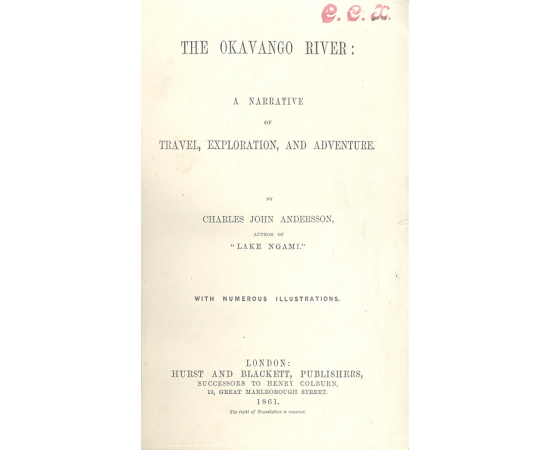 C. C. X.
THE OKAVANGO RIVER:
A NARRATIVE
OF
TRAVEL, EXPLORATION, AND ADVENTURE.
BY
CHARLES JOHN ANDERSSON,
AUTHOR OF
"LAKE NGAMI."
WITH NUMEROUS ILLUSTRATIONS.
LONDON:
HURST AND BLACKETT, PUBLISHERS,
SUCCESSORS TO HENRY COLBURN,
13, GREAT MARLBOROUGH STREET.
1861.
The right of Translation is reserved.